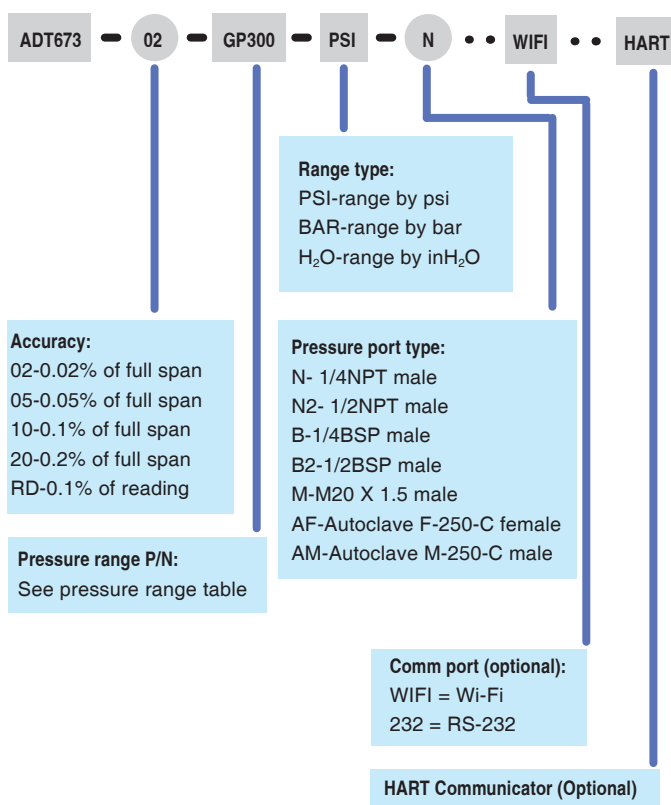 ADT673 – 02 – GP300 – PSI – N • • WIFI • • HART
Range type:
PSI-range by psi
BAR-range by bar
H₂O-range by inH₂O
Accuracy:
02-0.02% of full span
05-0.05% of full span
10-0.1% of full span
20-0.2% of full span
RD-0.1% of reading
Pressure port type:
N- 1/4NPT male
N2- 1/2NPT male
B-1/4BSP male
B2-1/2BSP male
M-M20 X 1.5 male
AF-Autoclave F-250-C female
AM-Autoclave M-250-C male
Pressure range P/N:
See pressure range table
Comm port (optional):
WIFI = Wi-Fi
232 = RS-232
HART Communicator (Optional)